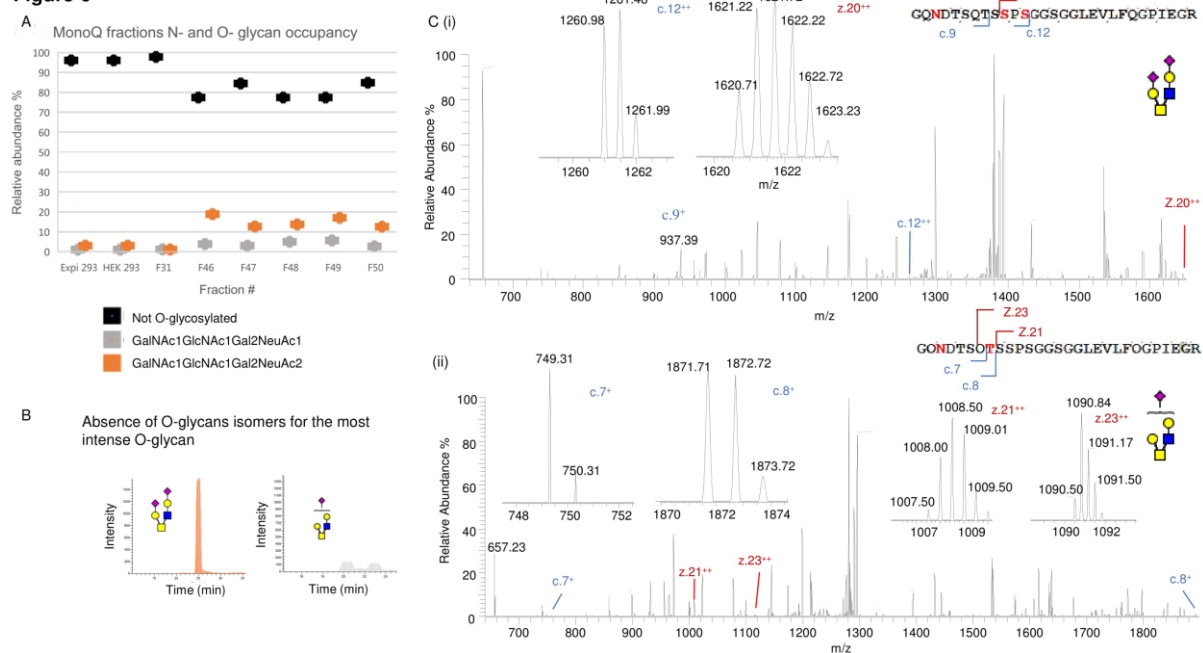 A
MonoQ fractions N- and O- glycan occupancy
Relative abundance %
100
90
80
70
60
50
40
30
20
10
0
Expi 293 HEK 293 F31 F46 F47 F48 F49 F50
Fraction #
Not O-glycosylated
GalNAc1GlcNAc1Gal2NeuAc1
GalNAc1GlcNAc1Gal2NeuAc2
B
Absence of O-glycans isomers for the most
intense O-glycan
Intensity
Time (min)
Intensity
Time (min)
C (i)
Relative Abundance %
100
80
60
40
20
0
1260.98
c.12++
1261.99
1260 1262
1621.22
1622.22
z.20++
1620.71
1622.72
1623.23
1620 1622
m/z
GQNDTSQTSSPSGGSGGLEVLFQGPIEGR
c.9 c.12
c.9+
937.39
c.12++
Z.20++
700 800 900 1000 1100 1200 1300 1400 1500 1600
m/z
(ii)
Relative Abundance %
100
80
60
40
20
0
749.31
c.7+
750.31
748 750 752
1871.71
1872.72
c.8+
1873.72
1870 1872 1874
Z.23
Z.21
GQNDTSQTSSPSGGSGGLEVLFQGPIEGR
c.7
c.8
1008.50
z.21++
1008.00
1009.01
1007.50
1009.50
1007 1009
1090.84
z.23++
1091.17
1090.50
1091.50
1090 1092
657.23
c.7+
z.21++
z.23++
c.8+
700 800 900 1000 1100 1200 1300 1400 1500 1600 1700 1800
m/z